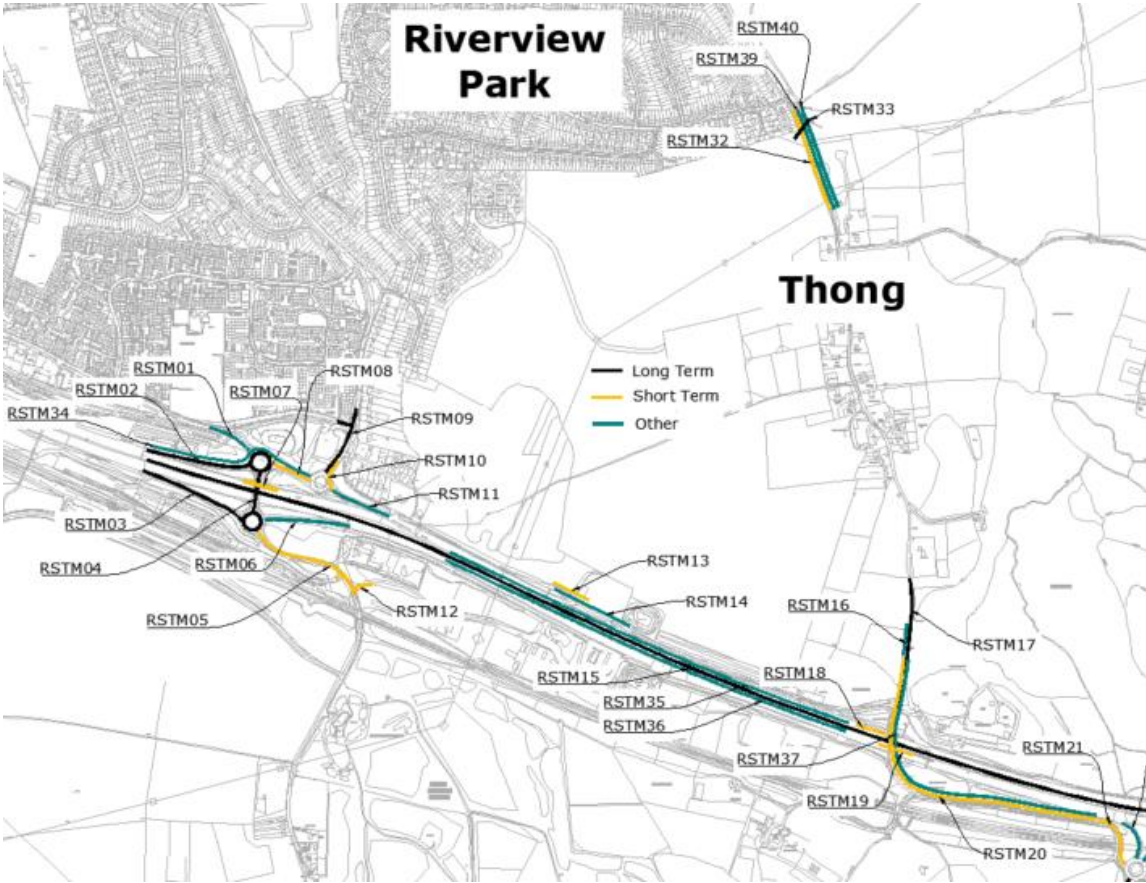 Riverview
Park
RSTM40
RSTM39
RSTM33
RSTM32
Thong
RSTM01
RSTM02
RSTM34
RSTM07
RSTM08
RSTM09
RSTM10
RSTM11
RSTM03
RSTM04
RSTM06
RSTM05
RSTM12
Long Term
Short Term
Other
RSTM13
RSTM14
RSTM15
RSTM35
RSTM36
RSTM16
RSTM17
RSTM18
RSTM37
RSTM19
RSTM20
RSTM21